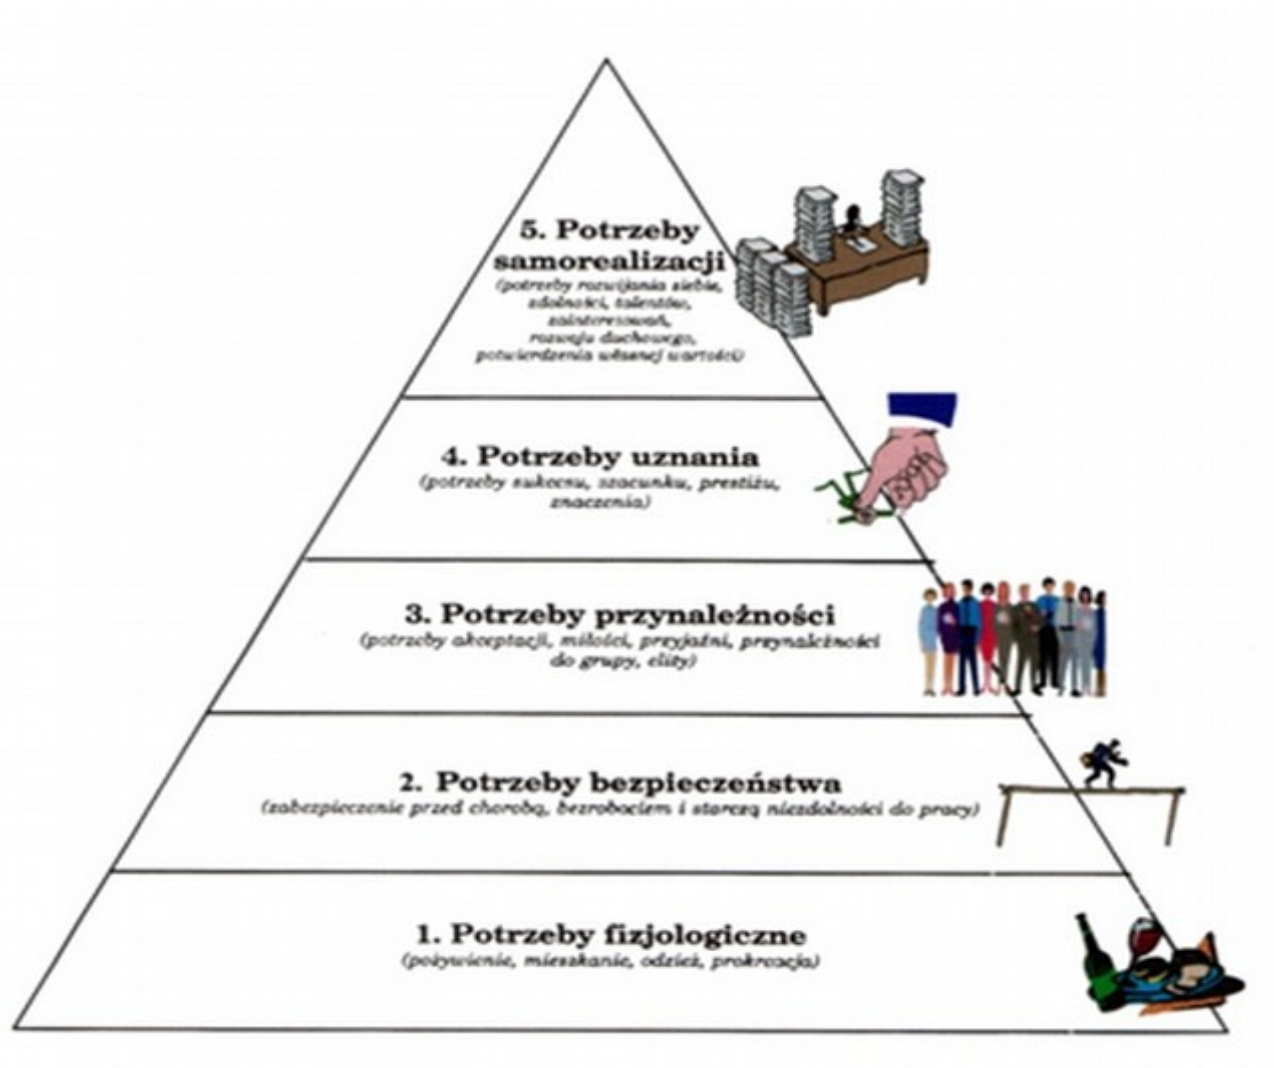 5. Potrzeby
samorealizacji
(potrzeby rozwijania siebie,
zdolności, talentów,
zainteresowań,
rozwoju duchowego,
potwierdzenia własnej wartości)
4. Potrzeby uznania
(potrzeby sukcesu, szacunku, prestiżu,
znaczenia)
3. Potrzeby przynależności
(potrzeby akceptacji, miłości, przyjaźni, przynależności
do grupy, elity)
2. Potrzeby bezpieczeństwa
(zabezpieczenie przed chorobą, bezrobociem i starczą niezdolności do pracy)
1. Potrzeby fizjologiczne
(pożywienie, mieszkanie, odzież, prokreacja)